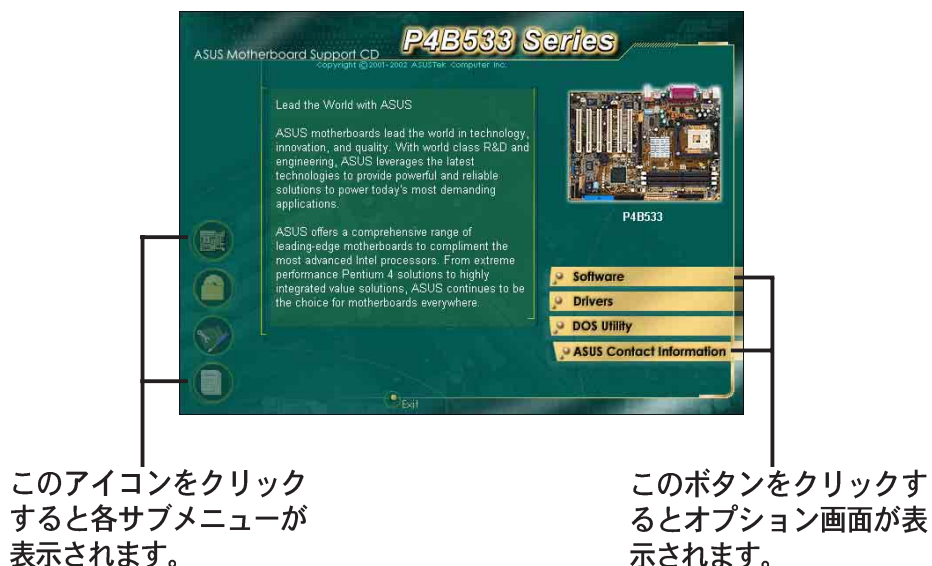 P4B533 Series
ASUS Motherboard Support CD
Copyright ©2001-2002 ASUSTek Computer Inc.
Lead the World with ASUS
ASUS motherboards lead the world in technology,
innovation, and quality. With world class R&D and
engineering, ASUS leverages the latest
technologies to provide powerful and reliable
solutions to power today's most demanding
applications.
ASUS offers a comprehensive range of
leading-edge motherboards to compliment the
most advanced Intel processors. From extreme
performance Pentium 4 solutions to highly
integrated value solutions, ASUS continues to be
the choice for motherboards everywhere.
P4B533
Software
Drivers
DOS Utility
ASUS Contact Information
Exit
このアイコンをクリック
すると各サブメニューが
表示されます。
このボタンをクリックす
るとオプション画面が表
示されます。